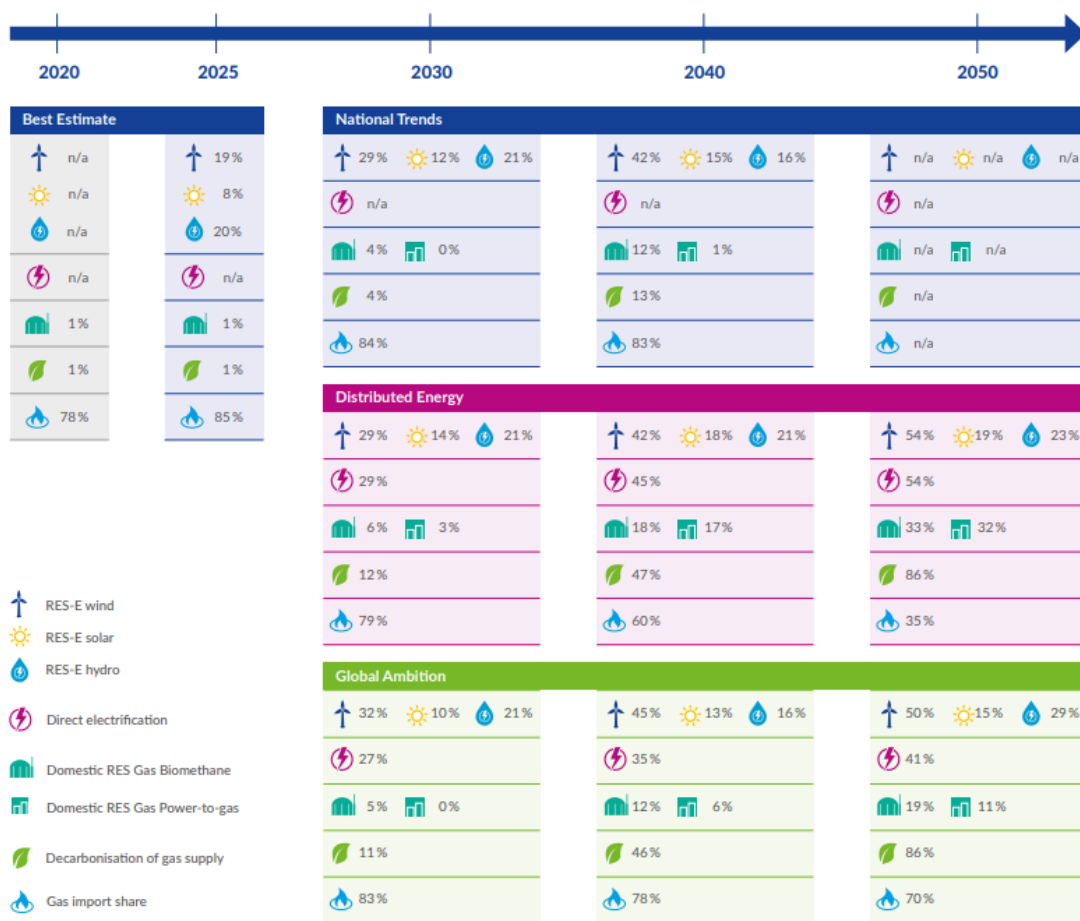 2020 2025 2030 2040 2050
Best Estimate
n/a 19%
n/a 8%
n/a 20%
n/a n/a
1% 1%
1% 1%
78% 85%
National Trends
29% 12% 21% 42% 15% 16% n/a n/a n/a
n/a n/a n/a
4% 0% 12% 1% n/a n/a
4% 13% n/a
84% 83% n/a
Distributed Energy
29% 14% 21% 42% 18% 21% 54% 19% 23%
29% 45% 54%
6% 3% 18% 17% 33% 32%
12% 47% 86%
79% 60% 35%
Global Ambition
32% 10% 21% 45% 13% 16% 50% 15% 29%
27% 35% 41%
5% 0% 12% 6% 19% 11%
11% 46% 86%
83% 78% 70%
RES-E wind
RES-E solar
RES-E hydro
Direct electrification
Domestic RES Gas Biomethane
Domestic RES Gas Power-to-gas
Decarbonisation of gas supply
Gas import share